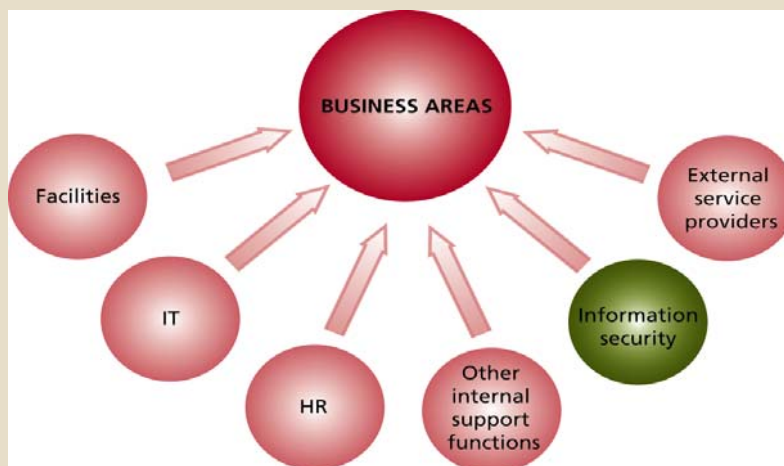 BUSINESS AREAS
Facilities
External
service
providers
IT
Information
security
HR
Other
internal
support
functions